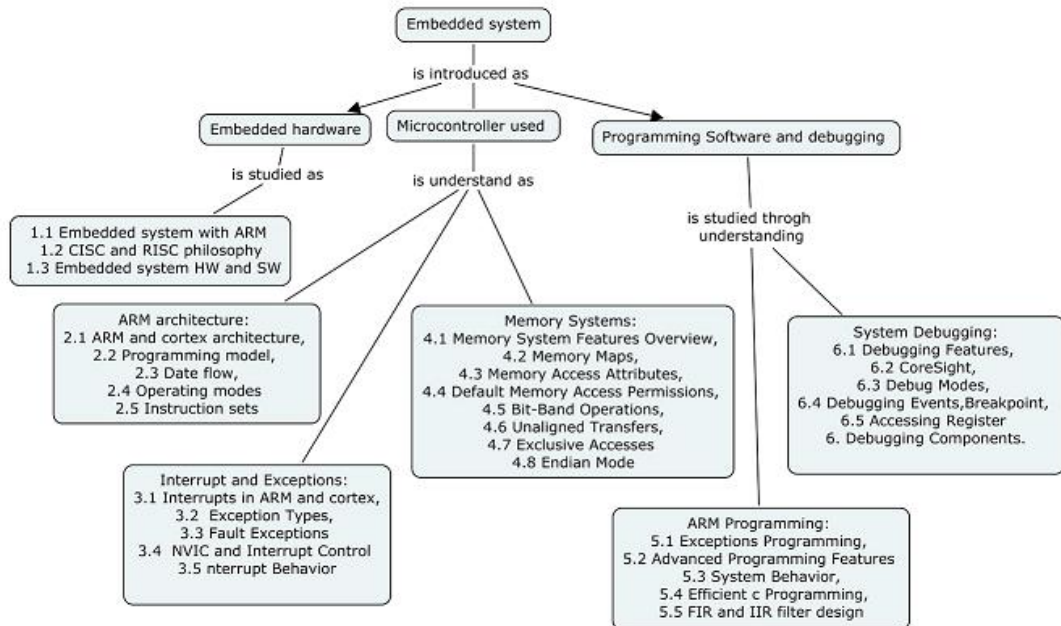 Embedded system
is introduced as
Embedded hardware
Microcontroller used
Programming Software and debugging
is studied as
is understand as
is studied throgh
understanding
1.1 Embedded system with ARM
1.2 CISC and RISC philosophy
1.3 Embedded system HW and SW
ARM architecture:
2.1 ARM and cortex architecture,
2.2 Programming model,
2.3 Date flow,
2.4 Operating modes
2.5 Instruction sets
Interrupt and Exceptions:
3.1 Interrupts in ARM and cortex,
3.2 Exception Types,
3.3 Fault Exceptions
3.4 NVIC and Interrupt Control
3.5 nterrupt Behavior
Memory Systems:
4.1 Memory System Features Overview,
4.2 Memory Maps,
4.3 Memory Access Attributes,
4.4 Default Memory Access Permissions,
4.5 Bit-Band Operations,
4.6 Unaligned Transfers,
4.7 Exclusive Accesses
4.8 Endian Mode
ARM Programming:
5.1 Exceptions Programming,
5.2 Advanced Programming Features
5.3 System Behavior,
5.4 Efficient c Programming,
5.5 FIR and IIR filter design
System Debugging:
6.1 Debugging Features,
6.2 CoreSight,
6.3 Debug Modes,
6.4 Debugging Events,Breakpoint,
6.5 Accessing Register
6. Debugging Components.